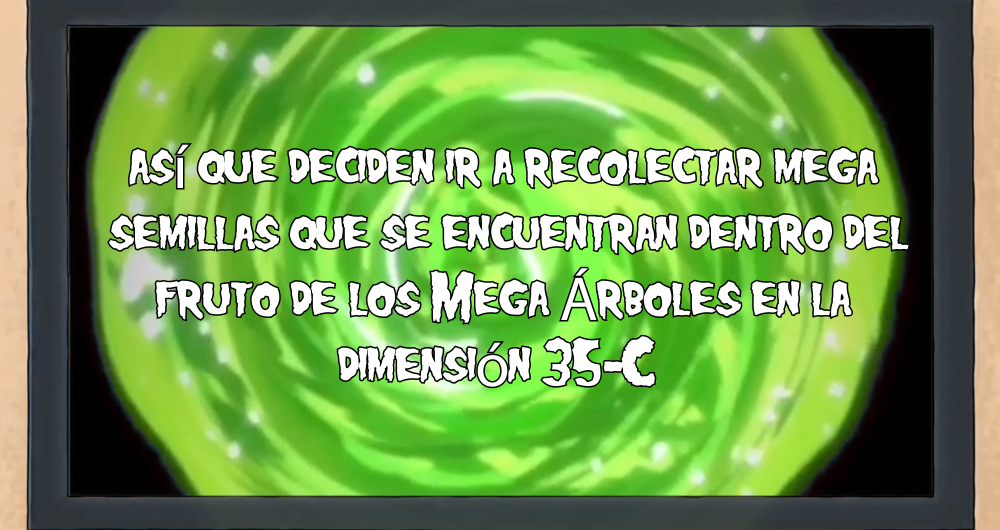 así que deciden ir a recolectar mega
semillas que se encuentran dentro del
fruto de los Mega Árboles en la
dimensión 35-C